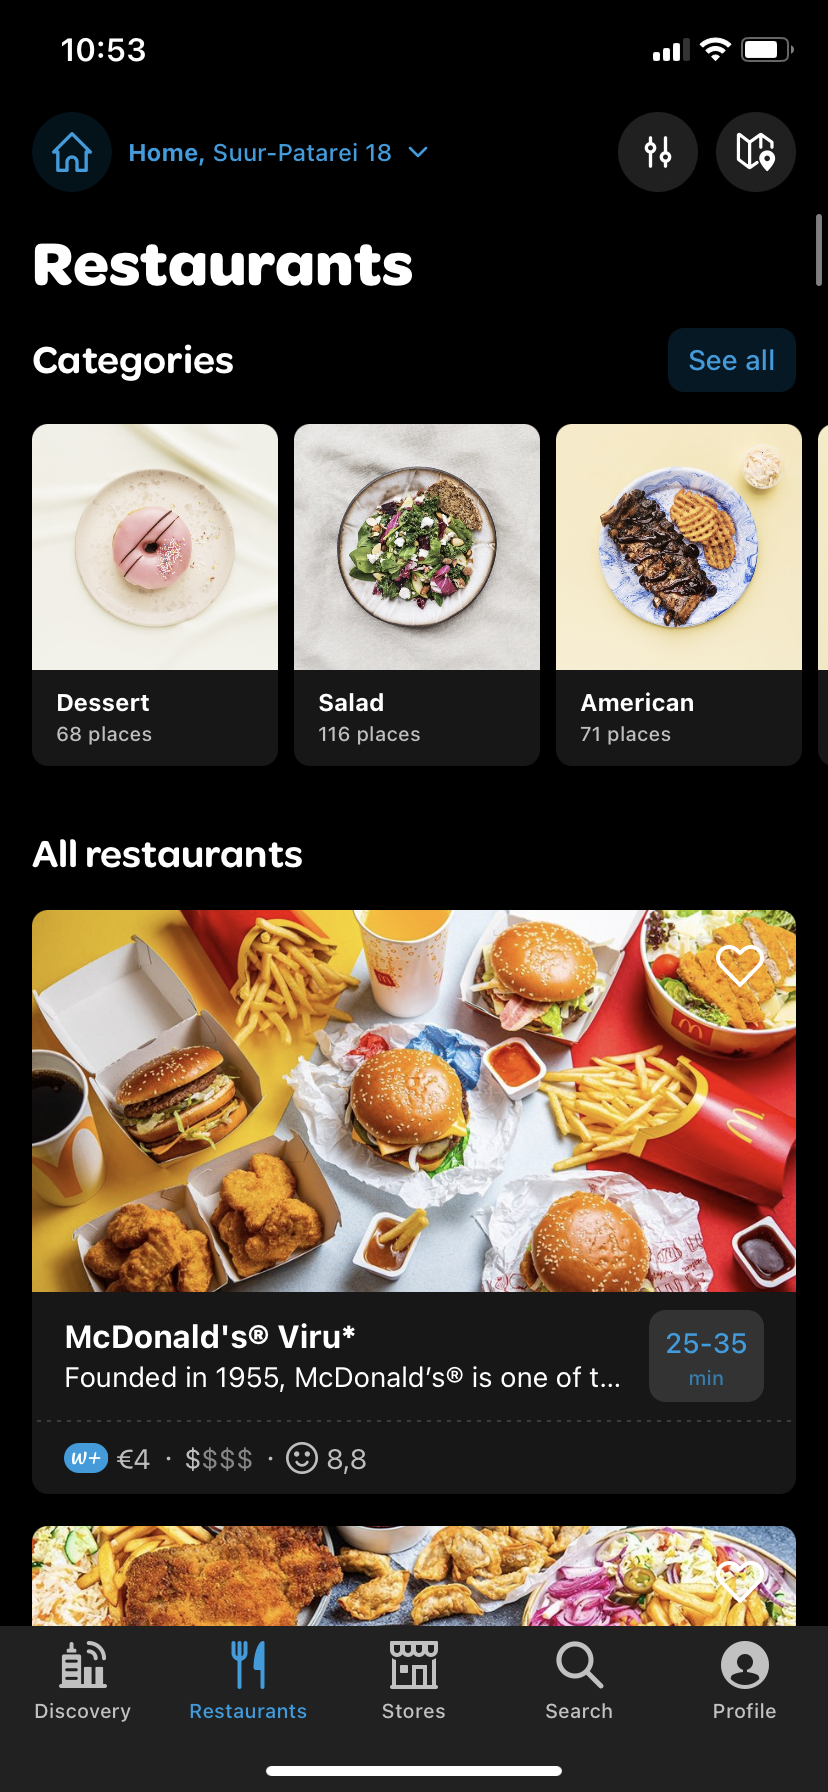 10:53
Home, Suur-Patarei 18
Restaurants
Categories
See all
Dessert
68 places
Salad
116 places
American
71 places
All restaurants
McDonald's® Viru*
Founded in 1955, McDonald’s® is one of t...
25-35
min
W+ €4 · $$$$ · 8,8
Discovery
Restaurants
Stores
Search
Profile